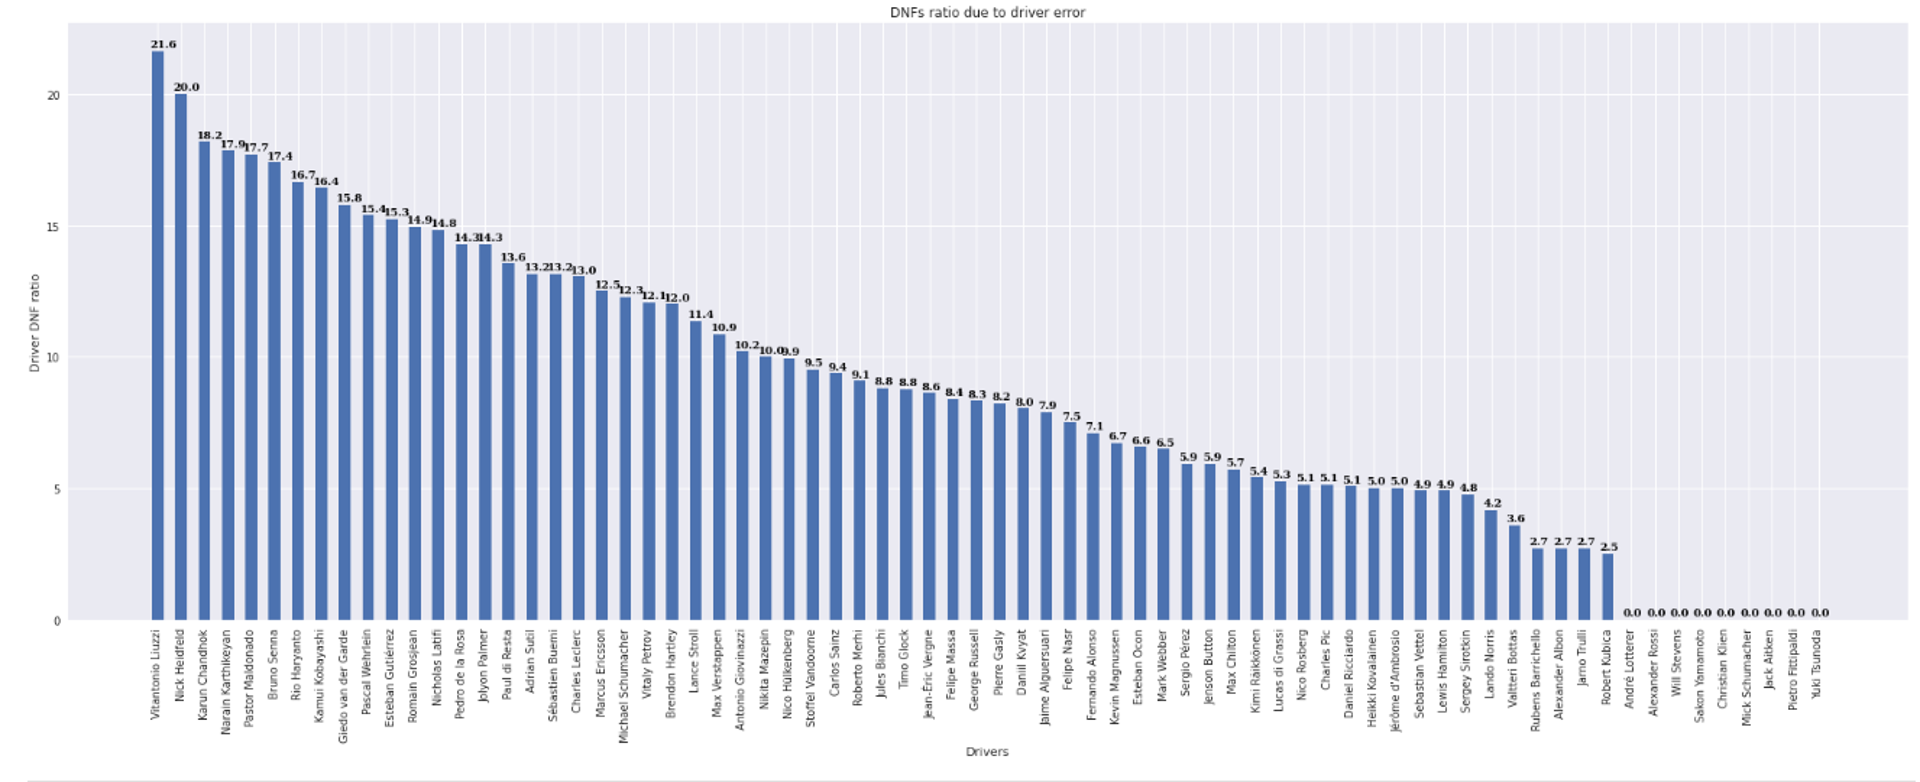 DNFs ratio due to driver error
21.6
20.0
18.2
17.9
17.7
17.4
16.7
16.4
15.8
15.4
15.3
14.9
14.8
14.3
14.3
13.6
13.2
13.2
13.0
12.5
12.3
12.1
12.0
11.4
10.9
10.2
10.0
9.9
9.5
9.4
9.1
8.8
8.8
8.6
8.4
8.3
8.2
8.0
7.9
7.5
7.1
6.7
6.6
6.5
5.9
5.9
5.7
5.4
5.3
5.1
5.1
5.1
5.0
5.0
4.9
4.9
4.8
4.2
3.6
2.7
2.7
2.7
2.5
0.0
0.0
0.0
0.0
0.0
0.0
0.0
0.0
0.0
20
15
10
5
0
Driver DNF ratio
Vitantonio Liuzzi
Nick Heidfeld
Karun Chandhok
Narain Karthikeyan
Pastor Maldonado
Bruno Senna
Rio Haryanto
Kamui Kobayashi
Giedo van der Garde
Pascal Wehrlein
Esteban Gutiérrez
Romain Grosjean
Nicholas Latifi
Pedro de la Rosa
Jolyon Palmer
Paul di Resta
Adrian Sutil
Sébastien Buemi
Charles Leclerc
Marcus Ericsson
Michael Schumacher
Vitaly Petrov
Brendon Hartley
Lance Stroll
Max Verstappen
Antonio Giovinazzi
Nikita Mazepin
Nico Hülkenberg
Stoffel Vandoorne
Carlos Sainz
Roberto Merhi
Jules Bianchi
Timo Glock
Jean-Éric Vergne
Felipe Massa
George Russell
Pierre Gasly
Daniil Kvyat
Jaime Alguersuari
Felipe Nasr
Fernando Alonso
Kevin Magnussen
Esteban Ocon
Mark Webber
Sergio Pérez
Jenson Button
Max Chilton
Kimi Räikkönen
Lucas di Grassi
Nico Rosberg
Charles Pic
Daniel Ricciardo
Heikki Kovalainen
Jérôme d'Ambrosio
Sebastian Vettel
Lewis Hamilton
Sergey Sirotkin
Lando Norris
Valtteri Bottas
Rubens Barrichello
Alexander Albon
Jarno Trulli
Robert Kubica
André Lotterer
Alexander Rossi
Will Stevens
Sakon Yamamoto
Christian Klien
Mick Schumacher
Jack Aitken
Pietro Fittipaldi
Yuki Tsunoda
Drivers